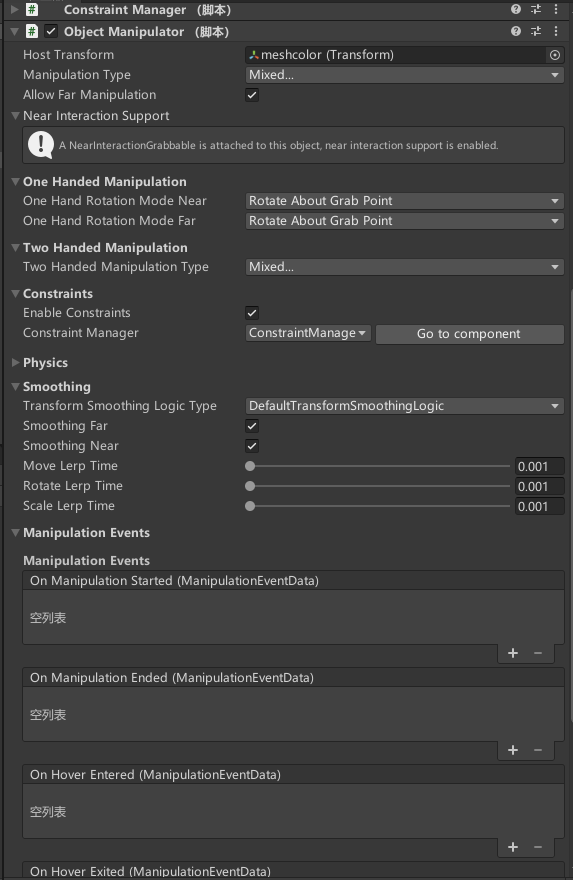 Constraint Manager （脚本）
Object Manipulator （脚本）
Host Transform meshcolor (Transform)
Manipulation Type Mixed...
Allow Far Manipulation
Near Interaction Support
A NearInteractionGrabbable is attached to this object, near interaction support is enabled.
One Handed Manipulation
One Hand Rotation Mode Near Rotate About Grab Point
One Hand Rotation Mode Far Rotate About Grab Point
Two Handed Manipulation
Two Handed Manipulation Type Mixed...
Constraints
Enable Constraints
Constraint Manager ConstraintManage Go to component
Physics
Smoothing
Transform Smoothing Logic Type DefaultTransformSmoothingLogic
Smoothing Far
Smoothing Near
Move Lerp Time 0.001
Rotate Lerp Time 0.001
Scale Lerp Time 0.001
Manipulation Events
Manipulation Events
On Manipulation Started (ManipulationEventData)
空列表
On Manipulation Ended (ManipulationEventData)
空列表
On Hover Entered (ManipulationEventData)
空列表
On Hover Exited (ManipulationEventData)